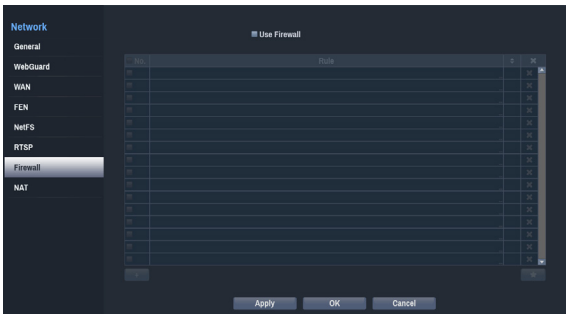 Network
Use Firewall
General
No. Rule
WebGuard
WAN
FEN
NetFS
RTSP
Firewall
NAT
Apply OK Cancel